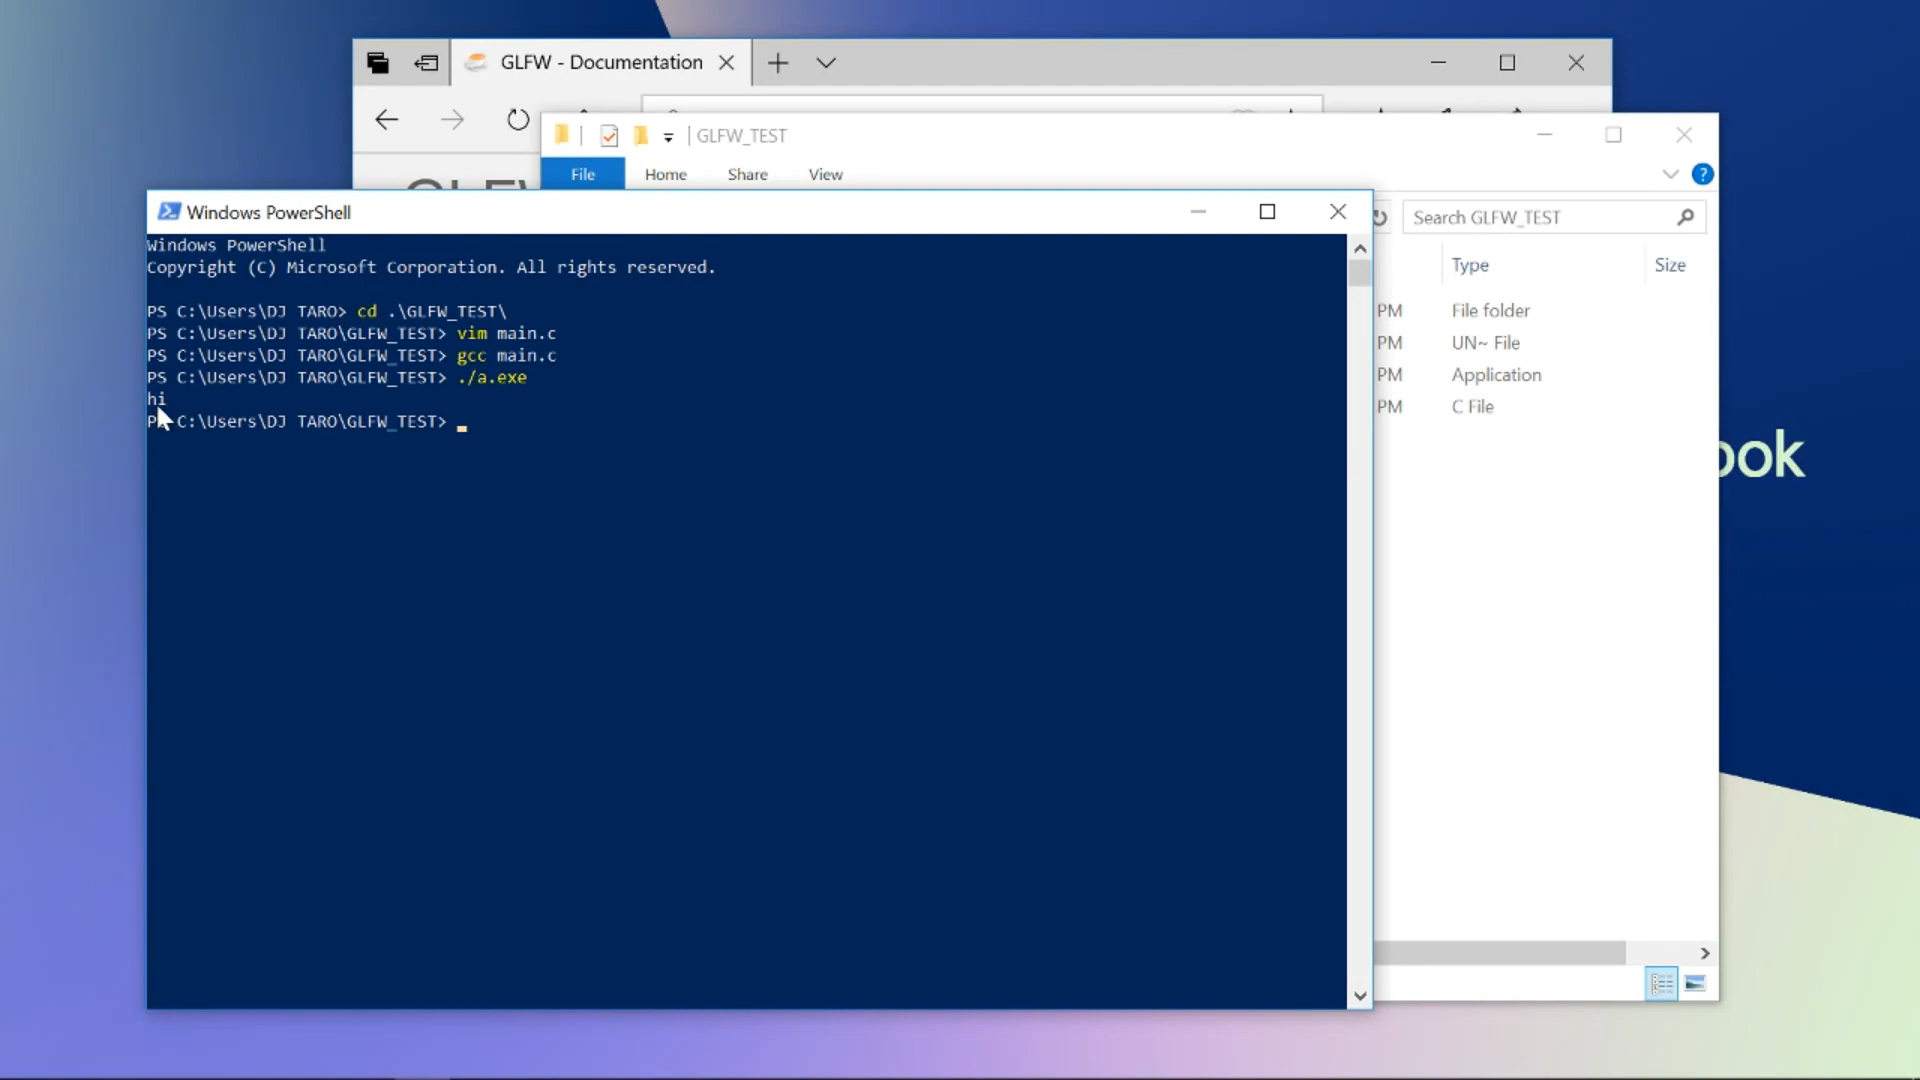 GLFW - Documentation
GLFW_TEST
File Home Share View
Windows PowerShell
Search GLFW_TEST
Windows PowerShell
Copyright (C) Microsoft Corporation. All rights reserved.
PS C:\Users\DJ TARO> cd .\GLFW_TEST\
PS C:\Users\DJ TARO\GLFW_TEST> vim main.c
PS C:\Users\DJ TARO\GLFW_TEST> gcc main.c
PS C:\Users\DJ TARO\GLFW_TEST> ./a.exe
hi
PS C:\Users\DJ TARO\GLFW_TEST>
Type Size
PM File folder
PM UN~ File
PM Application
PM C File
ook